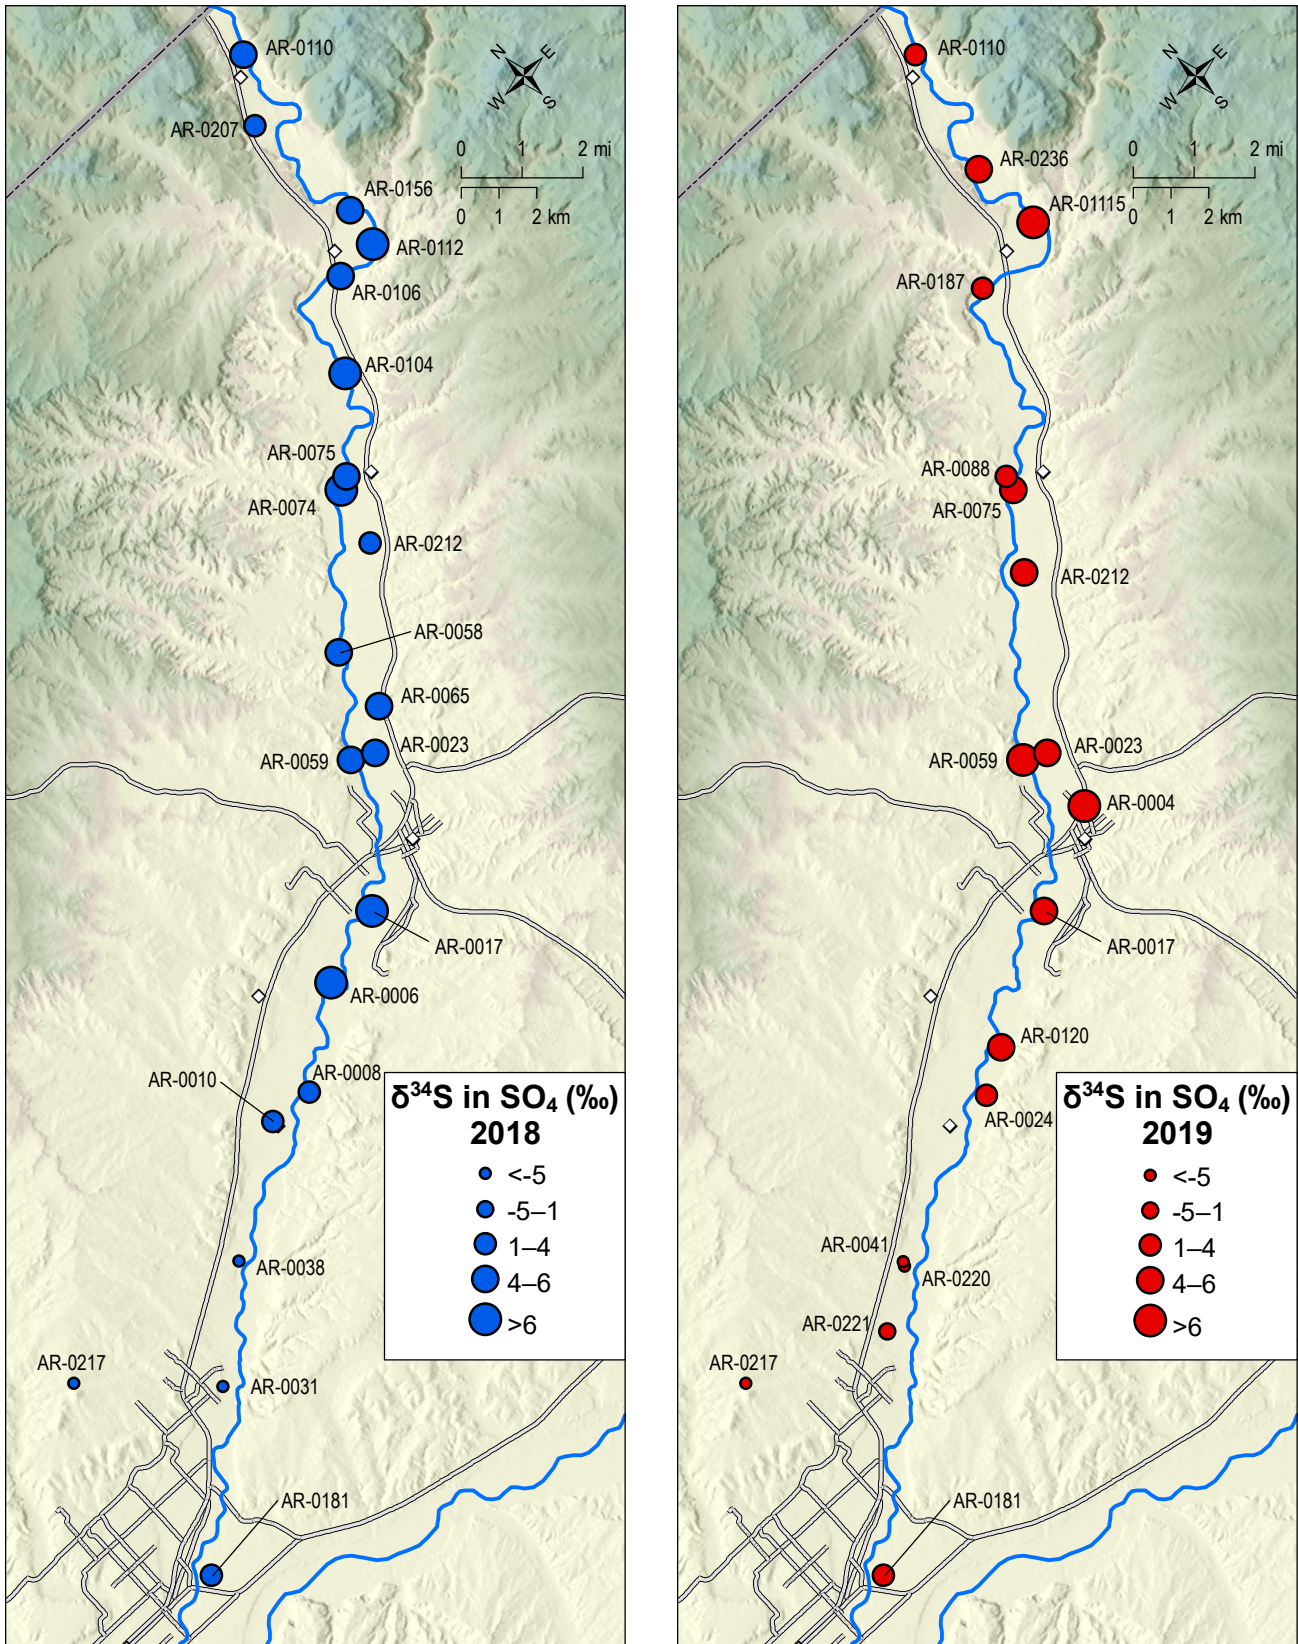 AR-0110
N
E
W
S
AR-0207
0 1 2 mi
0 1 2 km
AR-0156
AR-0112
AR-0106
AR-0104
AR-0075
AR-0074
AR-0212
AR-0058
AR-0065
AR-0023
AR-0059
AR-0017
AR-0006
AR-0008
AR-0010
δ³⁴S in SO₄ (‰)
2018
<-5
-5–1
1–4
4–6
>6
AR-0038
AR-0217
AR-0031
AR-0181
AR-0110
N
E
W
S
AR-0236
0 1 2 mi
0 1 2 km
AR-01115
AR-0187
AR-0088
AR-0075
AR-0212
AR-0023
AR-0059
AR-0004
AR-0017
AR-0120
AR-0024
δ³⁴S in SO₄ (‰)
2019
<-5
-5–1
1–4
4–6
>6
AR-0041
AR-0220
AR-0221
AR-0217
AR-0181